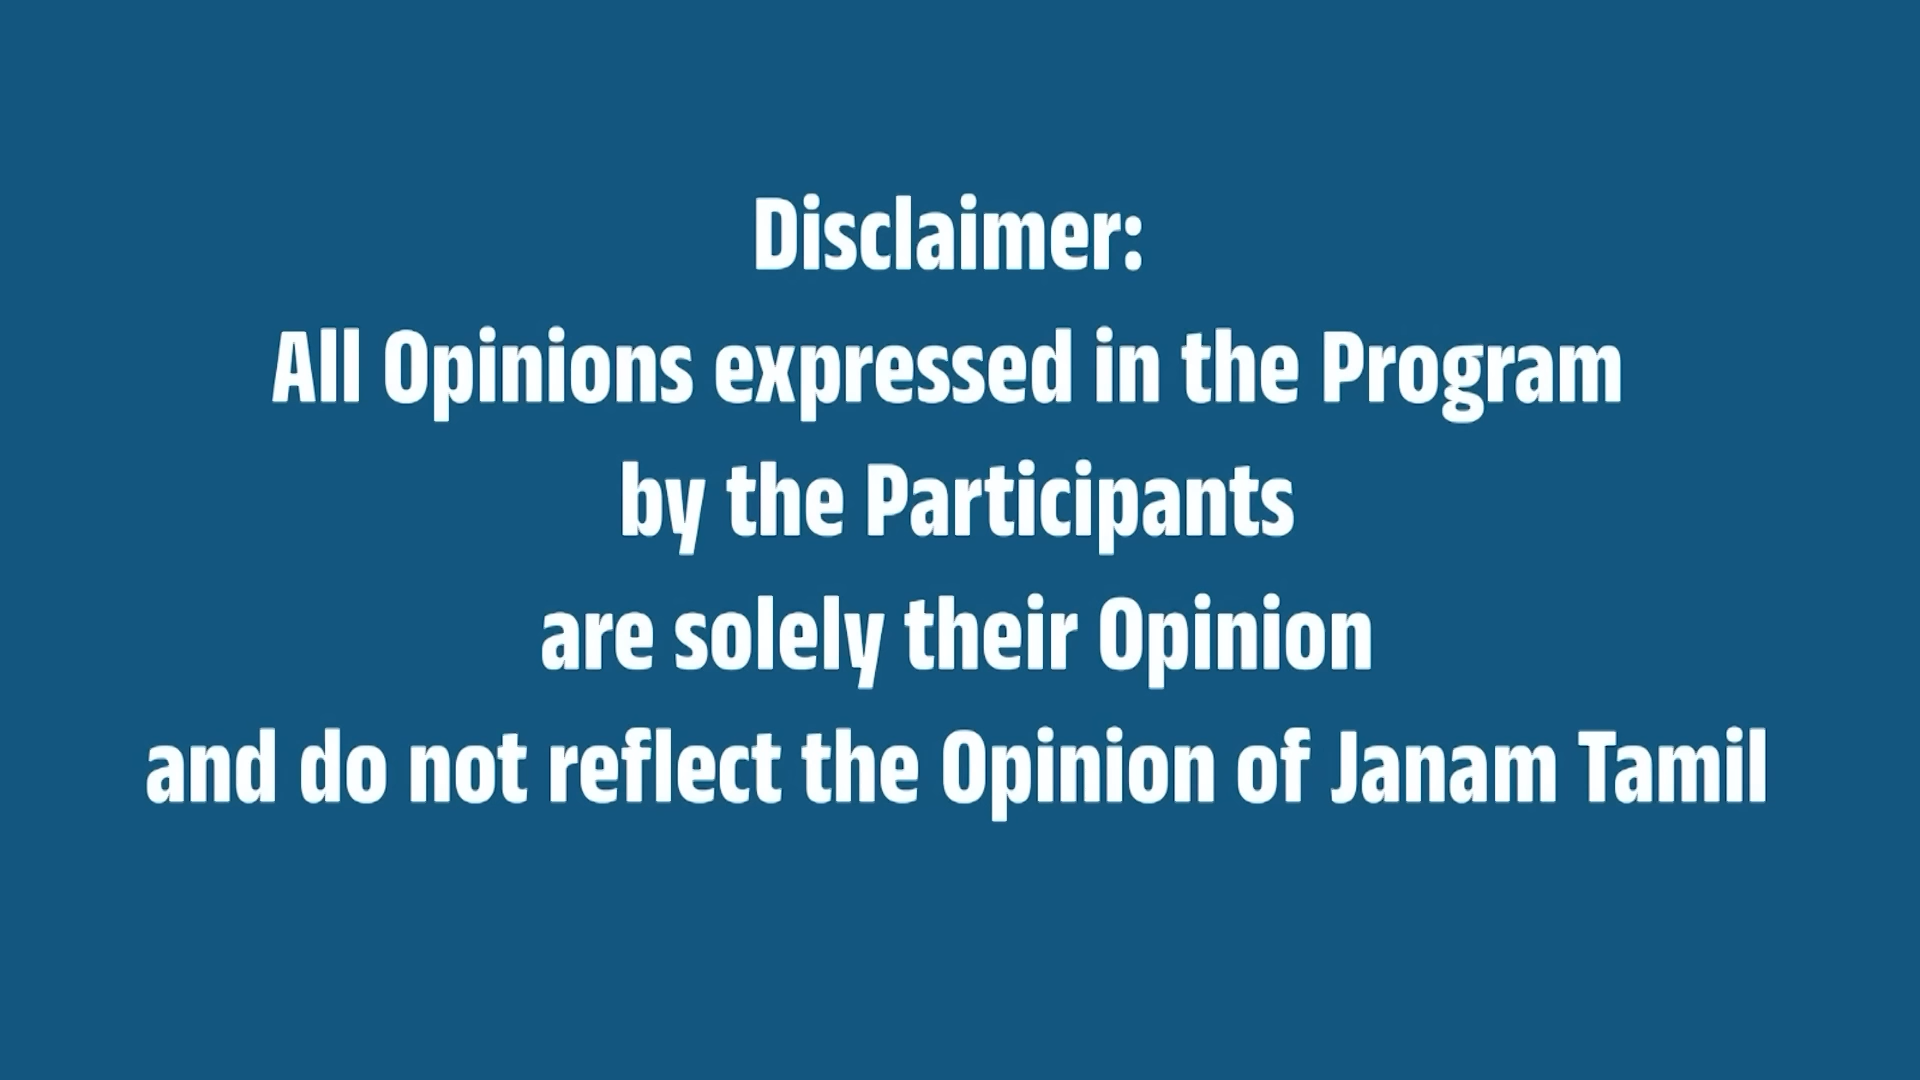 Disclaimer:
All Opinions expressed in the Program
by the Participants
are solely their Opinion
and do not reflect the Opinion of Janam Tamil